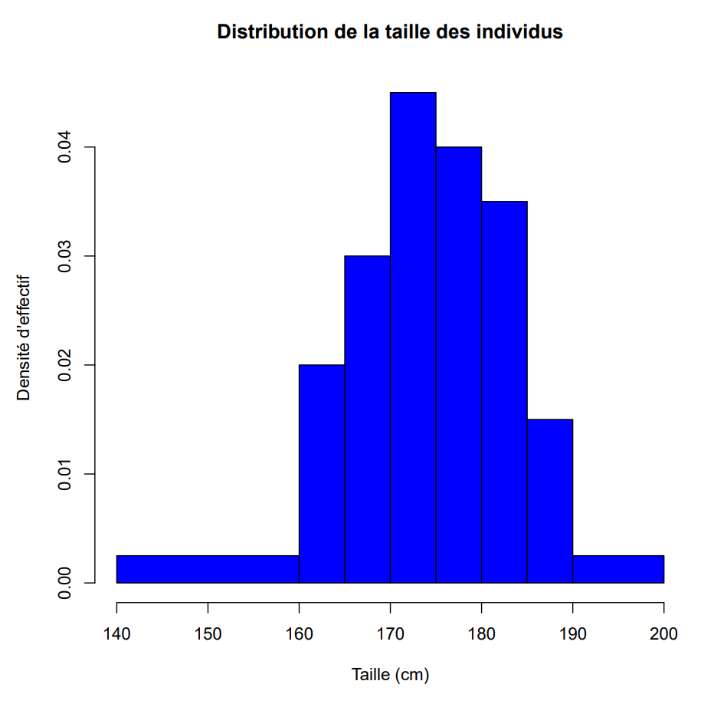 Distribution de la taille des individus
Densité d'effectif
0.04
0.03
0.02
0.01
0.00
140 150 160 170 180 190 200
Taille (cm)